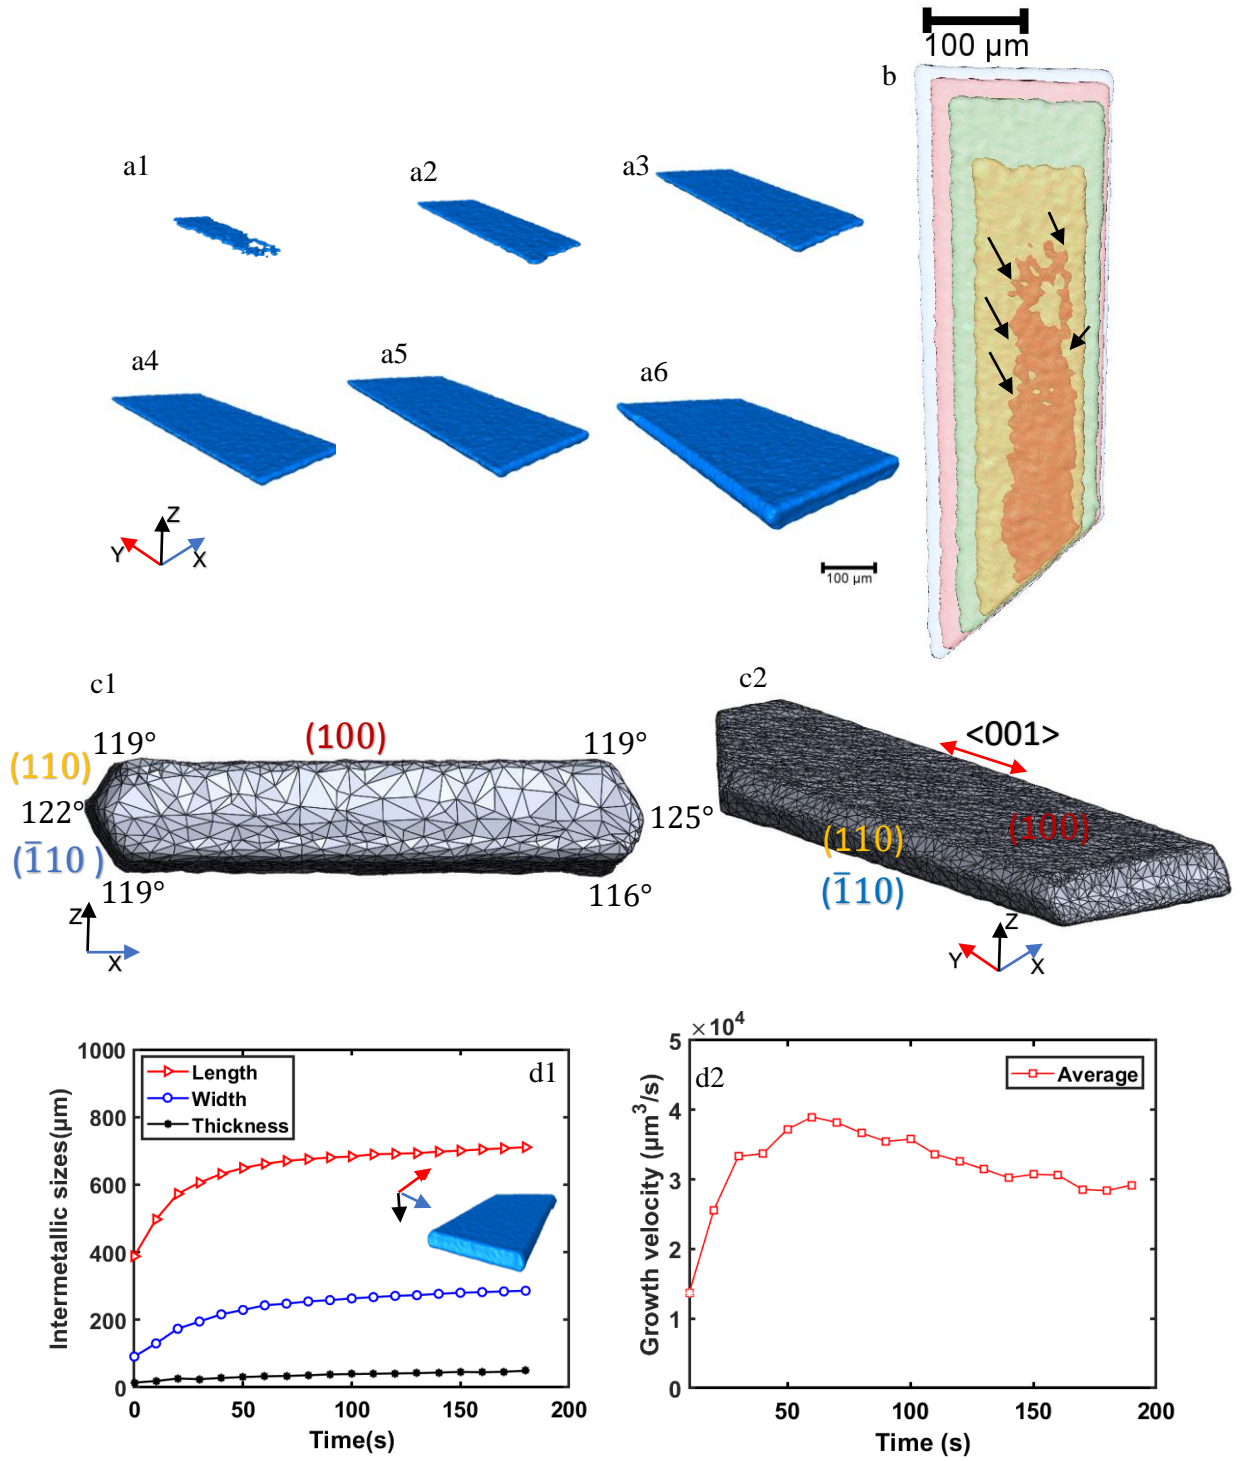 100 µm
b
a1
a2
a3
a4
a5
a6
Z
Y
X
100 µm
c1
c2
119°
(100)
119°
(110)
122°
125°
(1̅10 )
119°
116°
Z
X
<001>
(110)
(100)
(1̅10)
Z
Y
X
1000
800
600
400
200
0
Intermetallic sizes(µm)
Length
Width
Thickness
d1
0
50
100
150
200
Time(s)
×10⁴
5
4
3
2
1
0
Growth velocity (µm³/s)
d2
Average
50
100
150
200
Time (s)